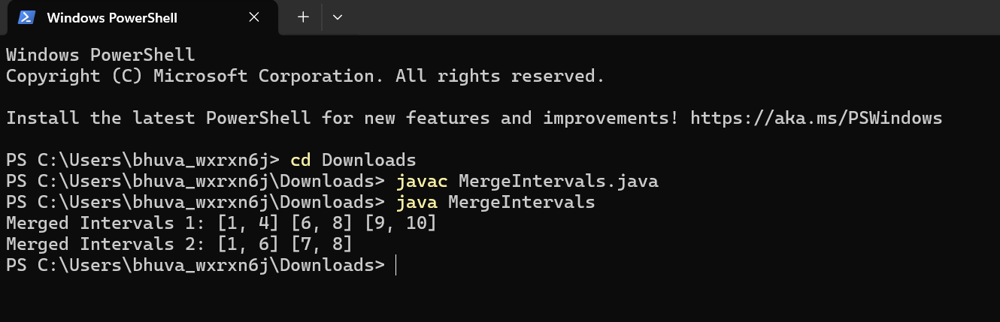 Windows PowerShell
Windows PowerShell
Copyright (C) Microsoft Corporation. All rights reserved.
Install the latest PowerShell for new features and improvements! https://aka.ms/PSWindows
PS C:\Users\bhuva_wxrxn6j> cd Downloads
PS C:\Users\bhuva_wxrxn6j\Downloads> javac MergeIntervals.java
PS C:\Users\bhuva_wxrxn6j\Downloads> java MergeIntervals
Merged Intervals 1: [1, 4] [6, 8] [9, 10]
Merged Intervals 2: [1, 6] [7, 8]
PS C:\Users\bhuva_wxrxn6j\Downloads>